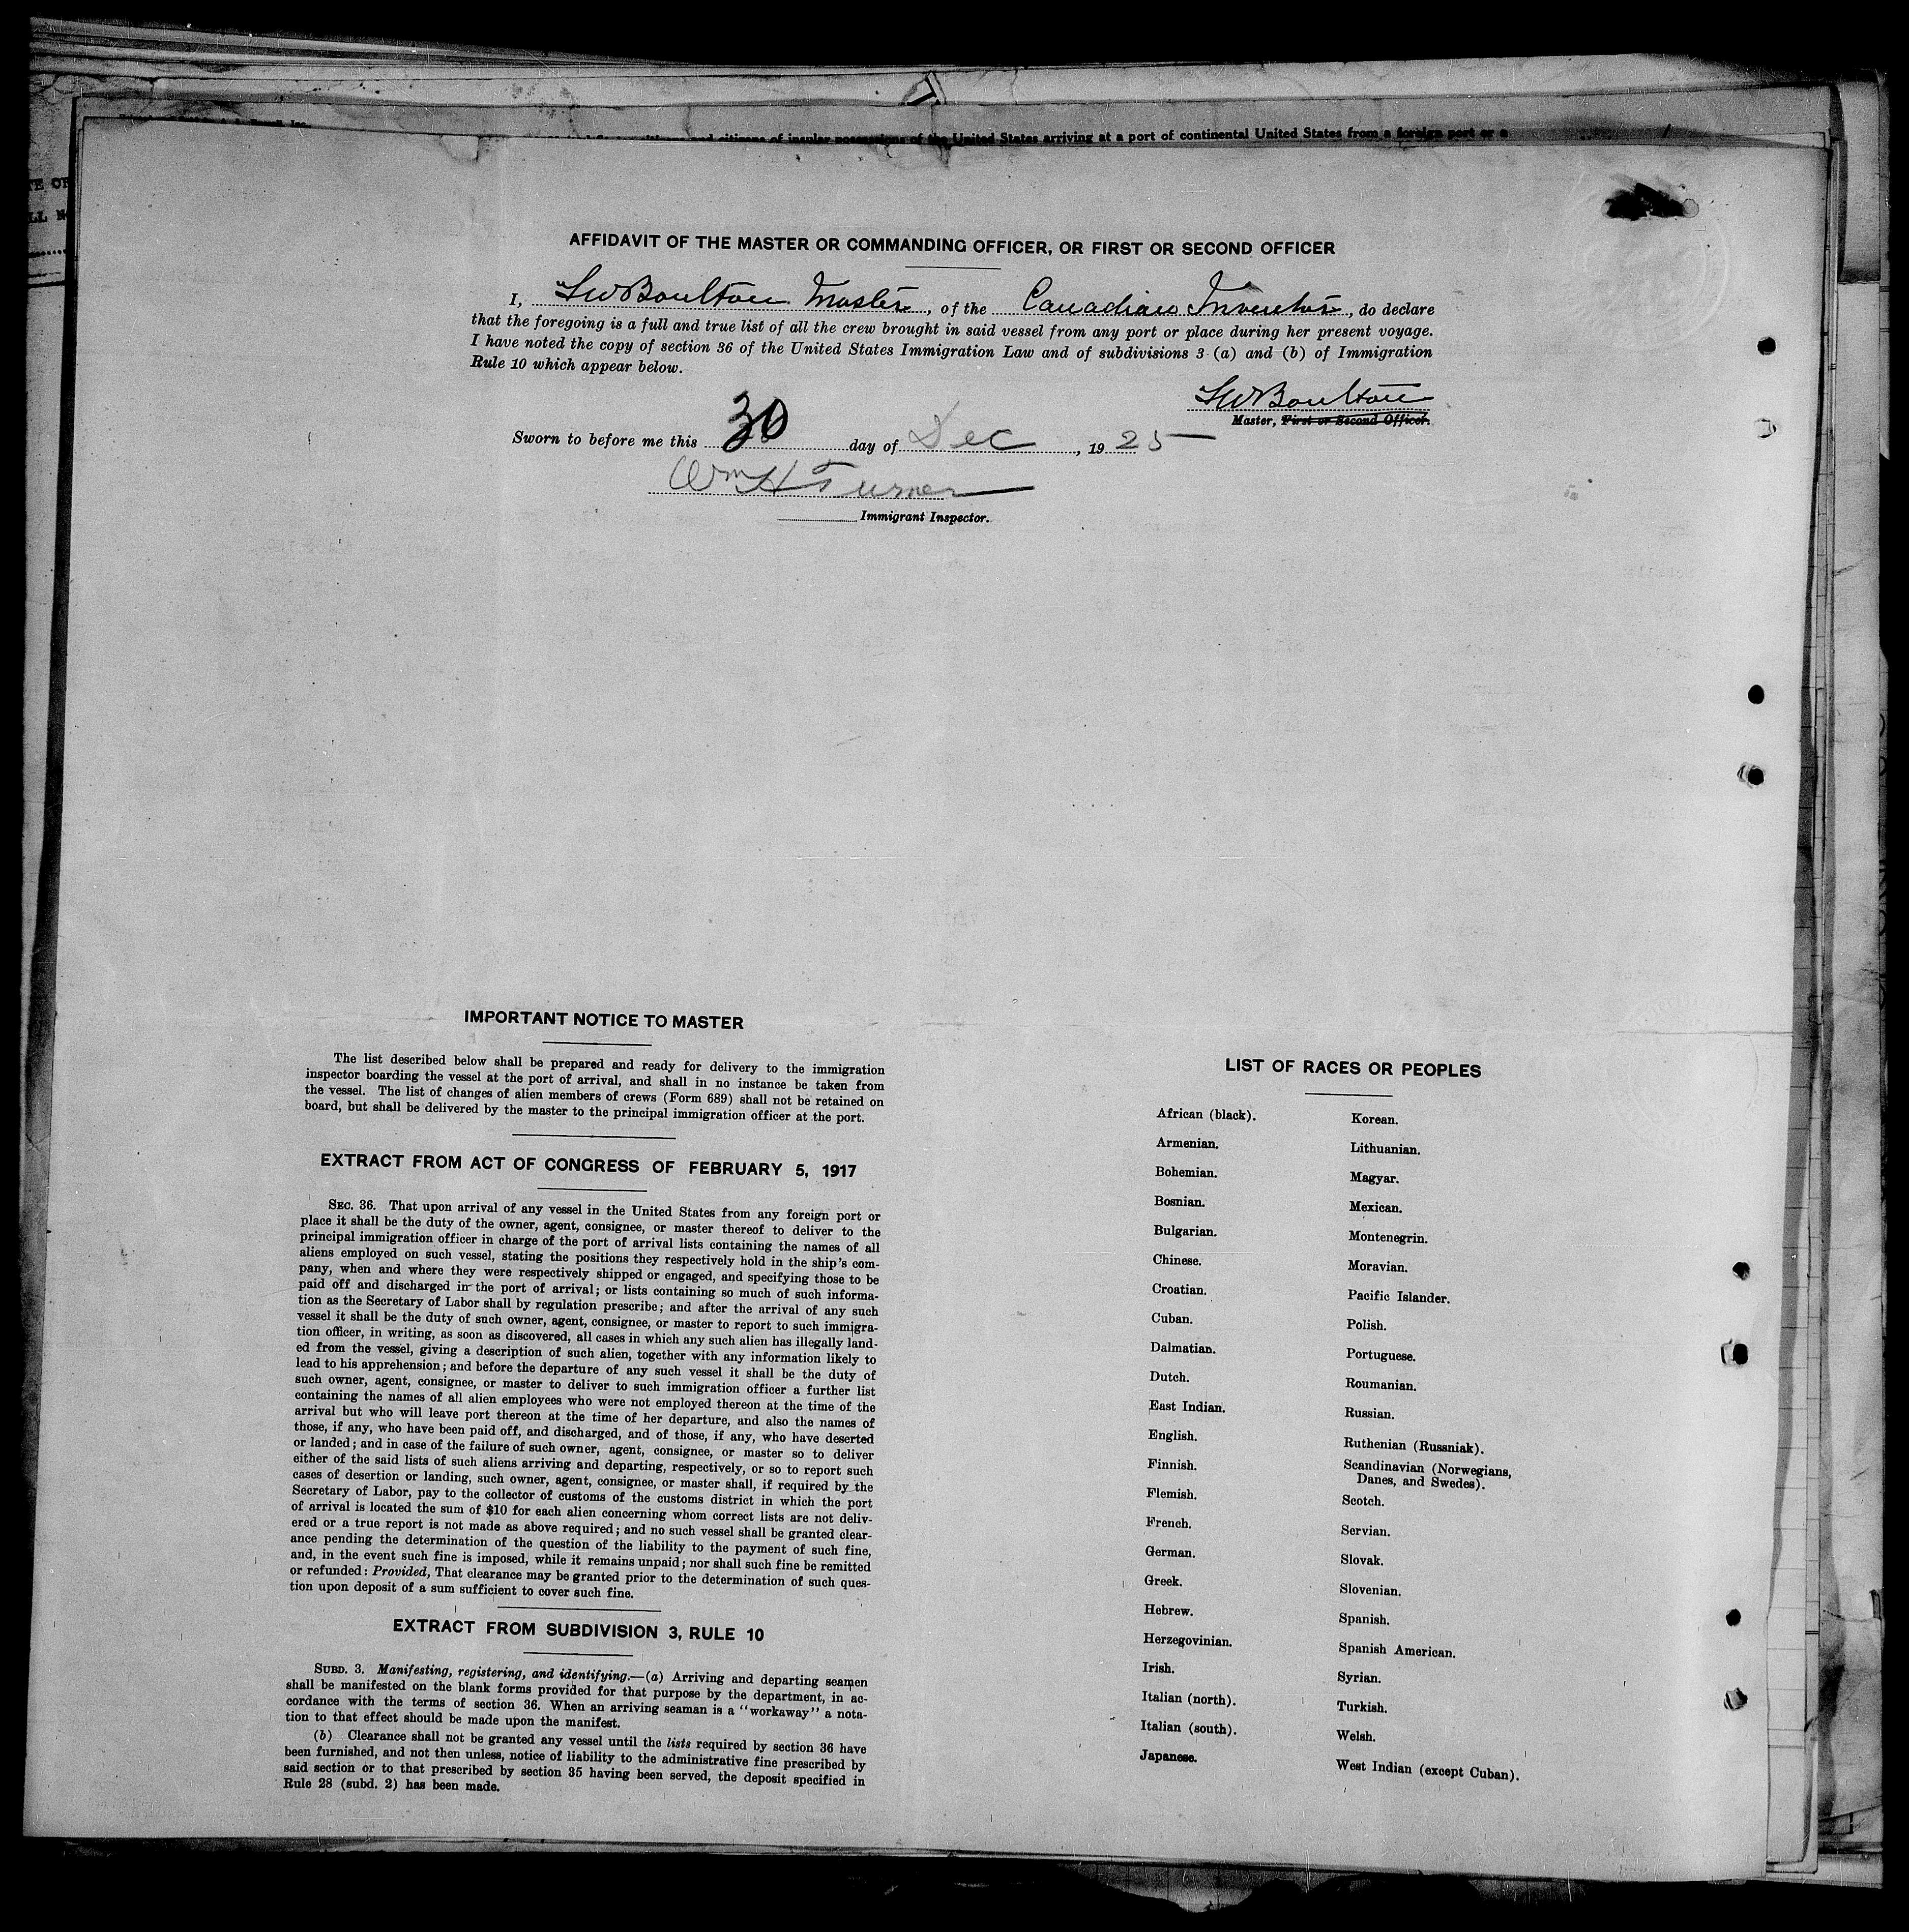 and citizens of insular possessions of the United States arriving at a port of continental United States from a foreign port or a
AFFIDAVIT OF THE MASTER OR COMMANDING OFFICER, OR FIRST OR SECOND OFFICER
I, SWBoulton Master, of the Canadian Inventor, do declare
that the foregoing is a full and true list of all the crew brought in said vessel from any port or place during her present voyage.
I have noted the copy of section 36 of the United States Immigration Law and of subdivisions 3 (a) and (b) of Immigration
Rule 10 which appear below.
SWBoulton
Master, First or Second Officer.
Sworn to before me this 30 day of Dec, 1925
Wm H Turner
Immigrant Inspector.
IMPORTANT NOTICE TO MASTER
The list described below shall be prepared and ready for delivery to the immigration
inspector boarding the vessel at the port of arrival, and shall in no instance be taken from
the vessel. The list of changes of alien members of crews (Form 689) shall not be retained on
board, but shall be delivered by the master to the principal immigration officer at the port.
EXTRACT FROM ACT OF CONGRESS OF FEBRUARY 5, 1917
SEC. 36. That upon arrival of any vessel in the United States from any foreign port or
place it shall be the duty of the owner, agent, consignee, or master thereof to deliver to the
principal immigration officer in charge of the port of arrival lists containing the names of all
aliens employed on such vessel, stating the positions they respectively hold in the ship's com-
pany, when and where they were respectively shipped or engaged, and specifying those to be
paid off and discharged in the port of arrival; or lists containing so much of such informa-
tion as the Secretary of Labor shall by regulation prescribe; and after the arrival of any such
vessel it shall be the duty of such owner, agent, consignee, or master to report to such immigra-
tion officer, in writing, as soon as discovered, all cases in which any such alien has illegally land-
ed from the vessel, giving a description of such alien, together with any information likely to
lead to his apprehension; and before the departure of any such vessel it shall be the duty of
such owner, agent, consignee, or master to deliver to such immigration officer a further list
containing the names of all alien employees who were not employed thereon at the time of the
arrival but who will leave port thereon at the time of her departure, and also the names of
those, if any, who have been paid off, and discharged, and of those, if any, who have deserted
or landed; and in case of the failure of such owner, agent, consignee, or master so to deliver
either of the said lists of such aliens arriving and departing, respectively, or so to report such
cases of desertion or landing, such owner, agent, consignee, or master shall, if required by the
Secretary of Labor, pay to the collector of customs of the customs district in which the port
of arrival is located the sum of $10 for each alien concerning whom correct lists are not deliv-
ered or a true report is not made as above required; and no such vessel shall be granted clear-
ance pending the determination of the question of the liability to the payment of such fine,
and, in the event such fine is imposed, while it remains unpaid; nor shall such fine be remitted
or refunded: Provided, That clearance may be granted prior to the determination of such ques-
tion upon deposit of a sum sufficient to cover such fine.
EXTRACT FROM SUBDIVISION 3, RULE 10
SUBD. 3. Manifesting, registering, and identifying.—(a) Arriving and departing seamen
shall be manifested on the blank forms provided for that purpose by the department, in ac-
cordance with the terms of section 36. When an arriving seaman is a "workaway" a nota-
tion to that effect should be made upon the manifest.
(b) Clearance shall not be granted any vessel until the lists required by section 36 have
been furnished, and not then unless, notice of liability to the administrative fine prescribed by
said section or to that prescribed by section 35 having been served, the deposit specified in
Rule 28 (subd. 2) has been made.
LIST OF RACES OR PEOPLES
African (black).
Armenian.
Bohemian.
Bosnian.
Bulgarian.
Chinese.
Croatian.
Cuban.
Dalmatian.
Dutch.
East Indian.
English.
Finnish.
Flemish.
French.
German.
Greek.
Hebrew.
Herzegovinian.
Irish.
Italian (north).
Italian (south).
Japanese.
Korean.
Lithuanian.
Magyar.
Mexican.
Montenegrin.
Moravian.
Pacific Islander.
Polish.
Portuguese.
Roumanian.
Russian.
Ruthenian (Russniak).
Scandinavian (Norwegians,
Danes, and Swedes).
Scotch.
Servian.
Slovak.
Slovenian.
Spanish.
Spanish American.
Syrian.
Turkish.
Welsh.
West Indian (except Cuban).